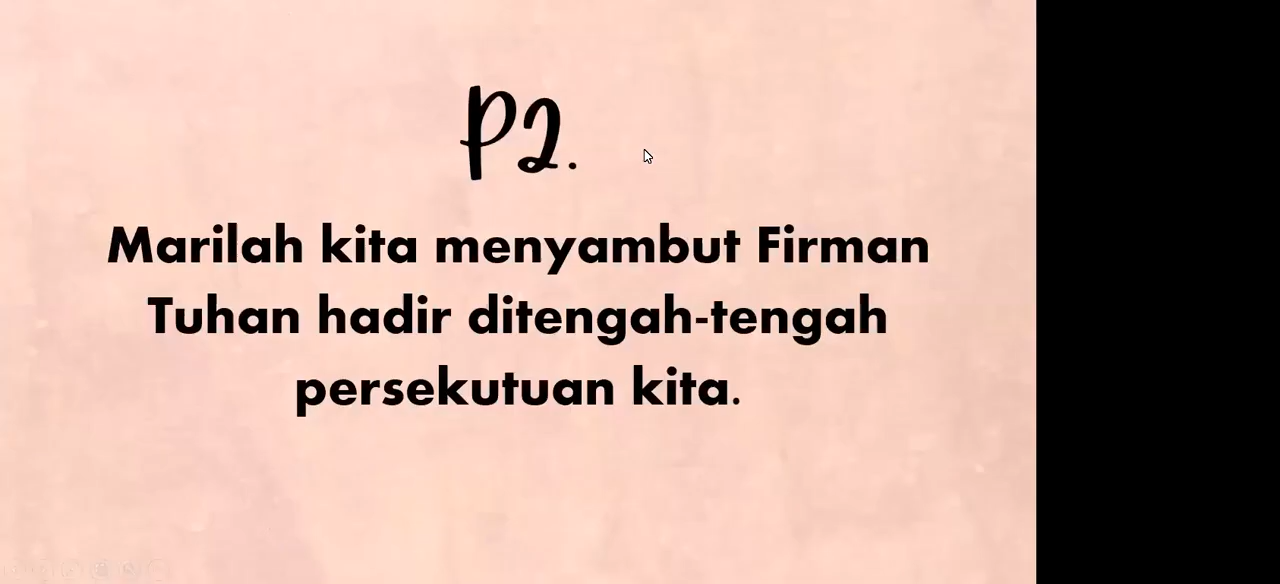 P2.
Marilah kita menyambut Firman
Tuhan hadir ditengah-tengah
persekutuan kita.